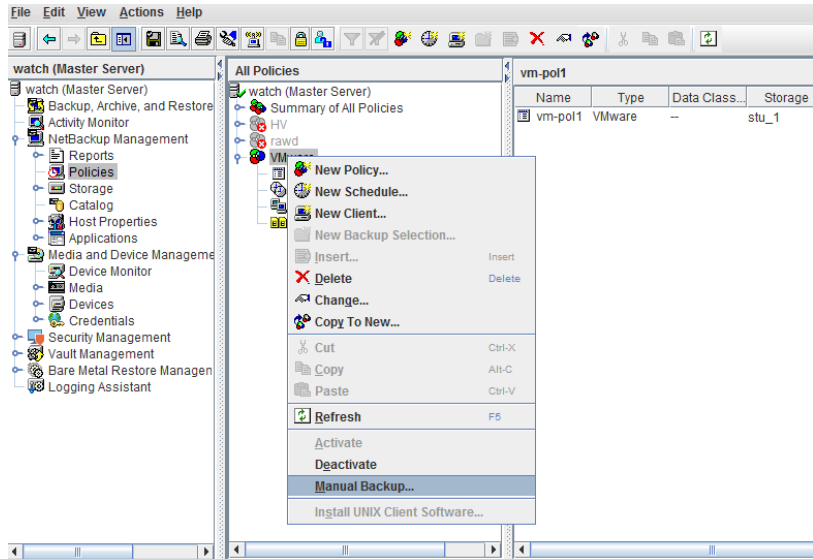 File Edit View Actions Help
watch (Master Server)
watch (Master Server)
Backup, Archive, and Restore
Activity Monitor
NetBackup Management
Reports
Policies
Storage
Catalog
Host Properties
Applications
Media and Device Manageme
Device Monitor
Media
Devices
Credentials
Security Management
Vault Management
Bare Metal Restore Managen
Logging Assistant
All Policies
watch (Master Server)
Summary of All Policies
HV
rawd
VMware
New Policy...
New Schedule...
New Client...
New Backup Selection...
Insert... Insert
Delete Delete
Change...
Copy To New...
Cut Ctrl-X
Copy Alt-C
Paste Ctrl-V
Refresh F5
Activate
Deactivate
Manual Backup...
Install UNIX Client Software...
vm-pol1
Name Type Data Class... Storage
vm-pol1 VMware -- stu_1